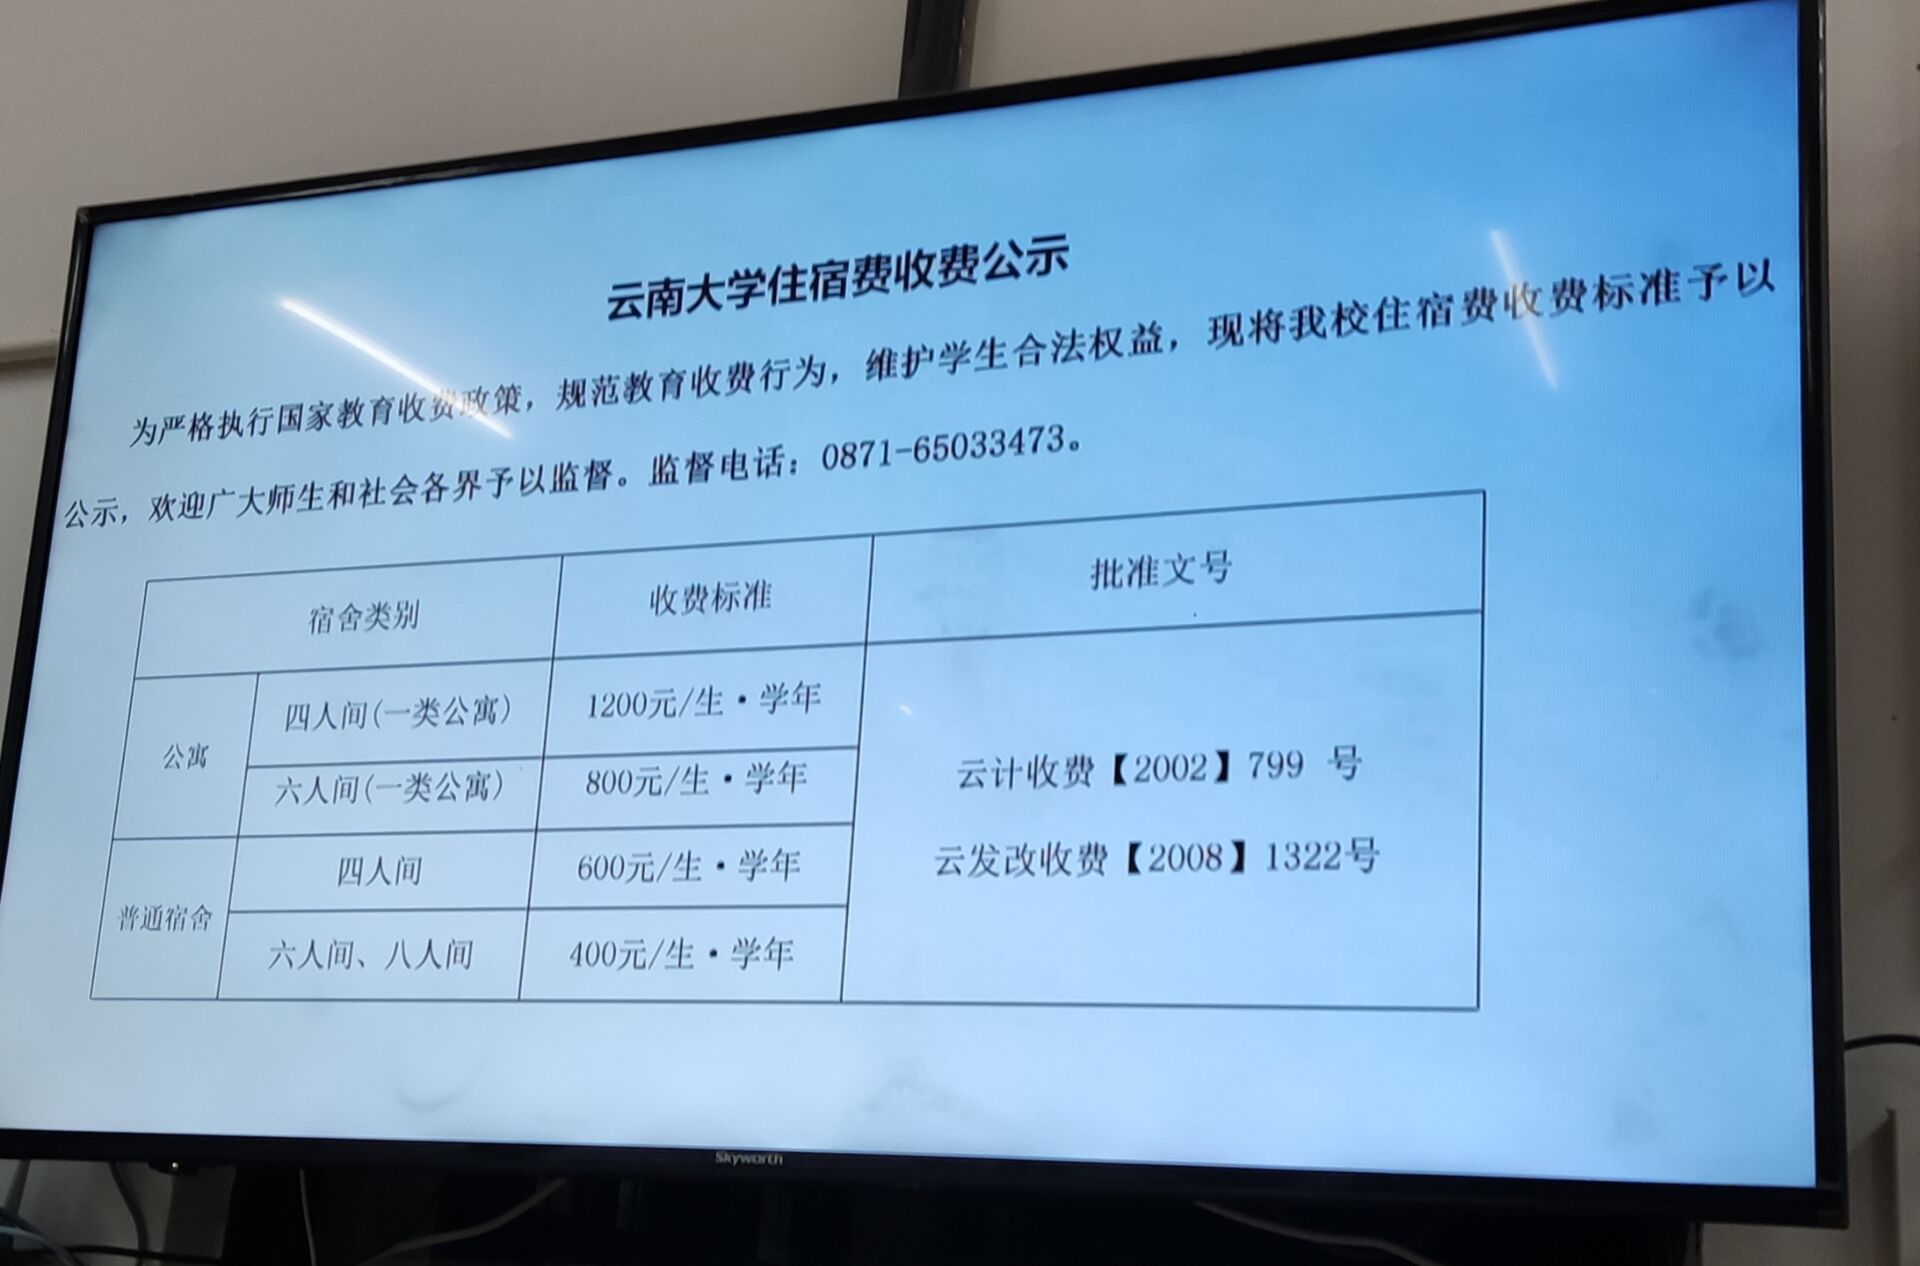 云南大学住宿费收费公示
为严格执行国家教育收费政策，规范教育收费行为，维护学生合法权益，现将我校住宿费收费标准予以
公示，欢迎广大师生和社会各界予以监督。监督电话：0871-65033473。
宿舍类别 收费标准 批准文号
公寓 四人间(一类公寓) 1200元/生·学年
六人间(一类公寓) 800元/生·学年
云计收费【2002】799 号
普通宿舍 四人间 600元/生·学年
云发改收费【2008】1322号
六人间、八人间 400元/生·学年
Skyworth